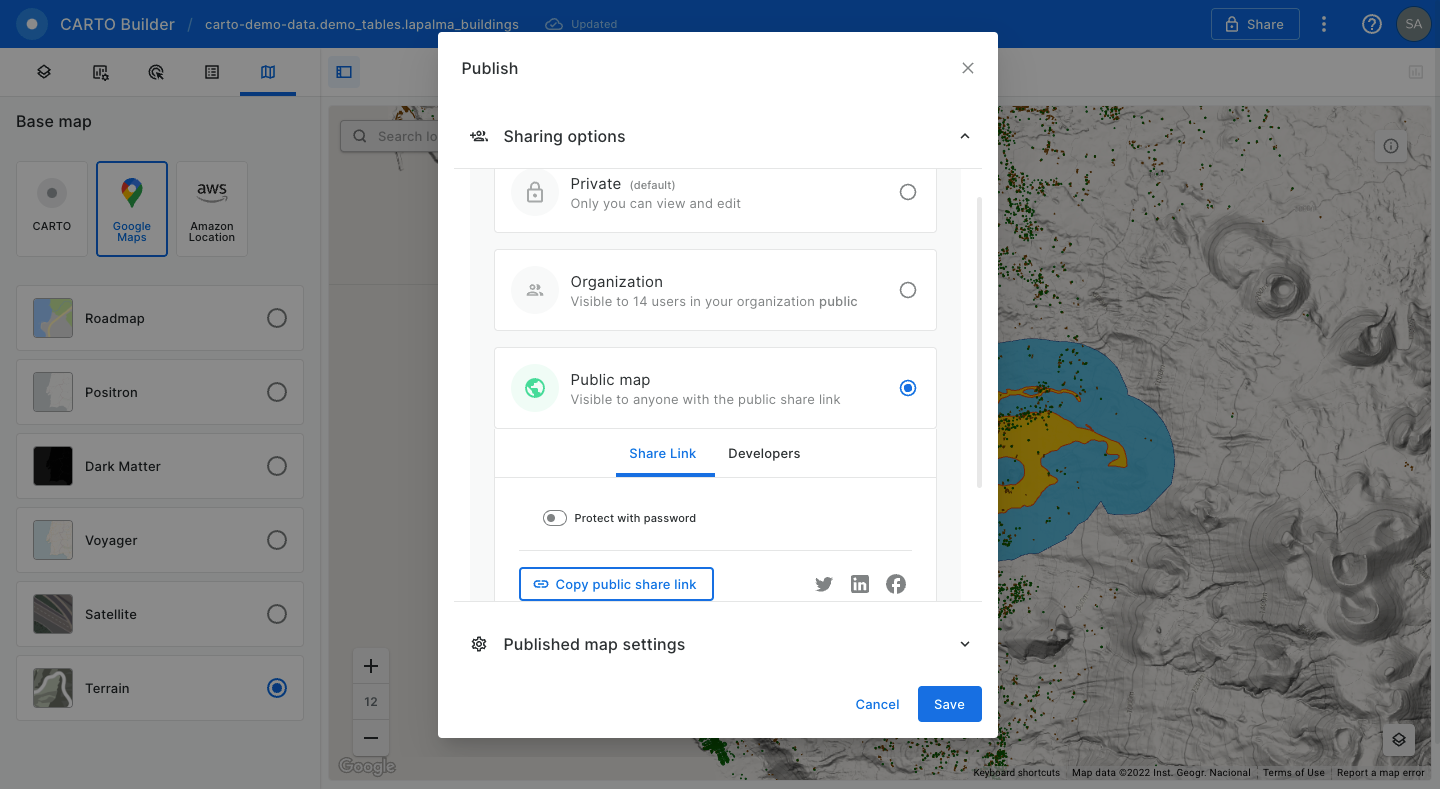 CARTO Builder / carto-demo-data.demo_tables.lapalma_buildings Updated
Share
SA
Base map
CARTO
Google
Maps
aws
Amazon
Location
Roadmap
Positron
Dark Matter
Voyager
Satellite
Terrain
Search lo
12
Google
Publish
Sharing options
Private (default)
Only you can view and edit
Organization
Visible to 14 users in your organization public
Public map
Visible to anyone with the public share link
Share Link Developers
Protect with password
Copy public share link
Published map settings
Cancel Save
Keyboard shortcuts Map data ©2022 Inst. Geogr. Nacional Terms of Use Report a map error